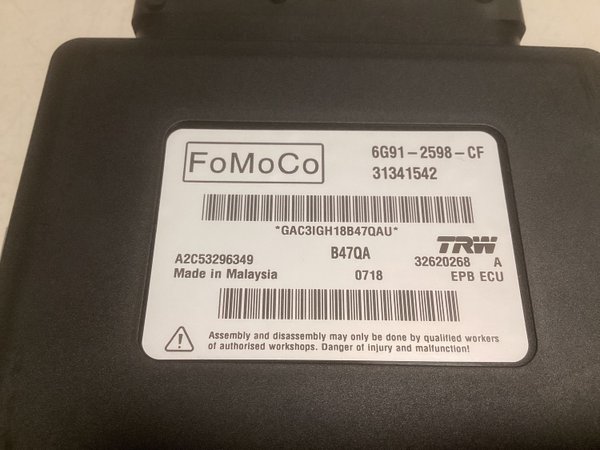 FoMoCo
6G91-2598-CF
31341542
*GAC3IGH18B47QAU*
A2C53296349 B47QA TRW
32620268 A
Made in Malaysia 0718 EPB ECU
Assembly and disassembly may only be done by qualified workers
of authorised workshops. Danger of injury and malfunction!